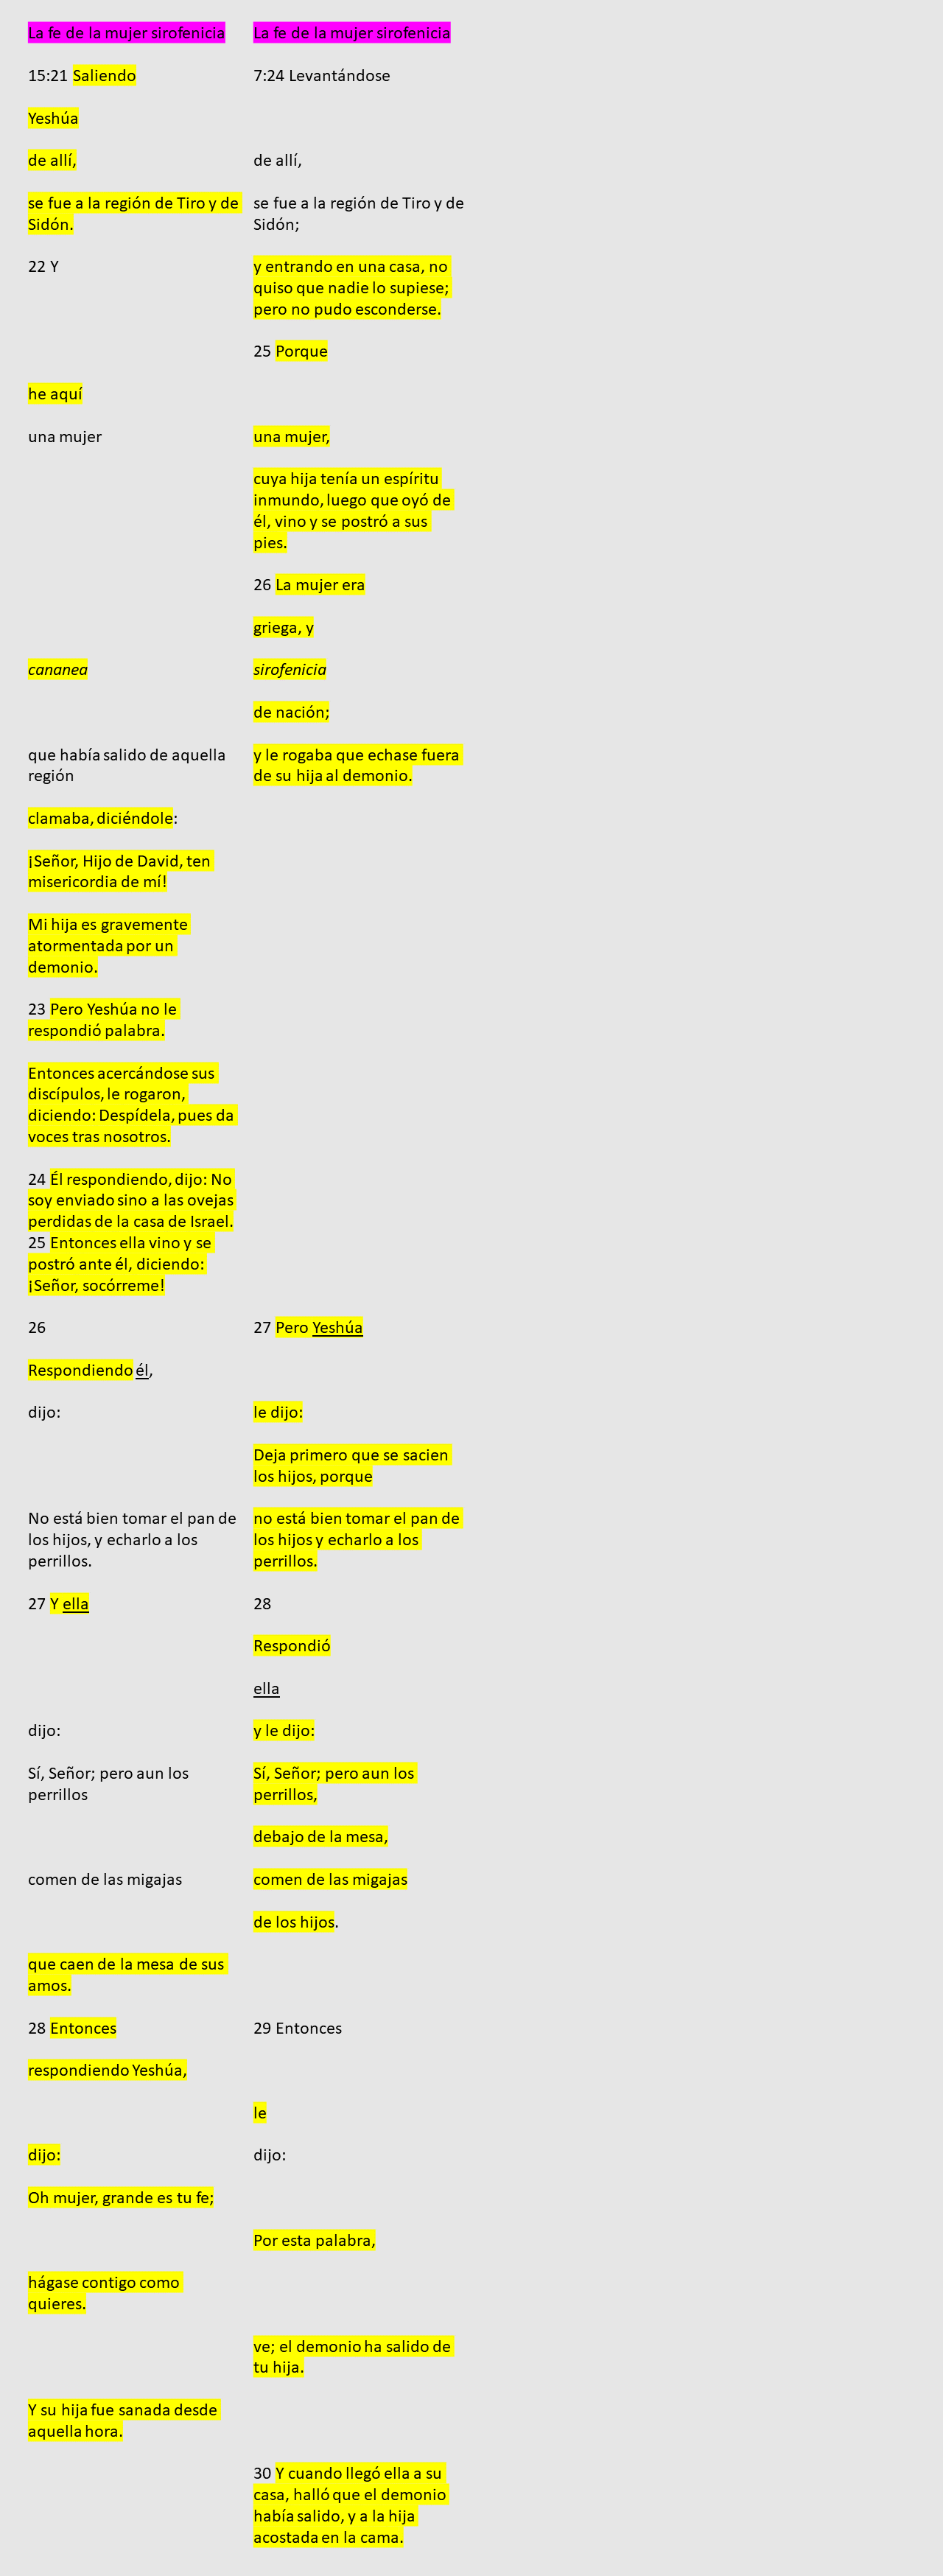 La fe de la mujer sirofenicia La fe de la mujer sirofenicia
15:21 Saliendo 7:24 Levantándose
Yeshúa
de allí, de allí,
se fue a la región de Tiro y de se fue a la región de Tiro y de
Sidón. Sidón;
22 Y y entrando en una casa, no
quiso que nadie lo supiese;
pero no pudo esconderse.
25 Porque
he aquí
una mujer una mujer,
cuya hija tenía un espíritu
inmundo, luego que oyó de
él, vino y se postró a sus
pies.
26 La mujer era
griega, y
cananea sirofenicia
de nación;
que había salido de aquella y le rogaba que echase fuera
región de su hija al demonio.
clamaba, diciéndole:
¡Señor, Hijo de David, ten
misericordia de mí!
Mi hija es gravemente
atormentada por un
demonio.
23 Pero Yeshúa no le
respondió palabra.
Entonces acercándose sus
discípulos, le rogaron,
diciendo: Despídela, pues da
voces tras nosotros.
24 Él respondiendo, dijo: No
soy enviado sino a las ovejas
perdidas de la casa de Israel.
25 Entonces ella vino y se
postró ante él, diciendo:
¡Señor, socórreme!
26 27 Pero Yeshúa
Respondiendo él,
dijo: le dijo:
Deja primero que se sacien
los hijos, porque
No está bien tomar el pan de no está bien tomar el pan de
los hijos, y echarlo a los los hijos y echarlo a los
perrillos. perrillos.
27 Y ella 28
Respondió
ella
dijo: y le dijo:
Sí, Señor; pero aun los Sí, Señor; pero aun los
perrillos perrillos,
debajo de la mesa,
comen de las migajas comen de las migajas
de los hijos.
que caen de la mesa de sus
amos.
28 Entonces 29 Entonces
respondiendo Yeshúa,
le
dijo: dijo:
Oh mujer, grande es tu fe;
Por esta palabra,
hágase contigo como
quieres.
ve; el demonio ha salido de
tu hija.
Y su hija fue sanada desde
aquella hora.
30 Y cuando llegó ella a su
casa, halló que el demonio
había salido, y a la hija
acostada en la cama.